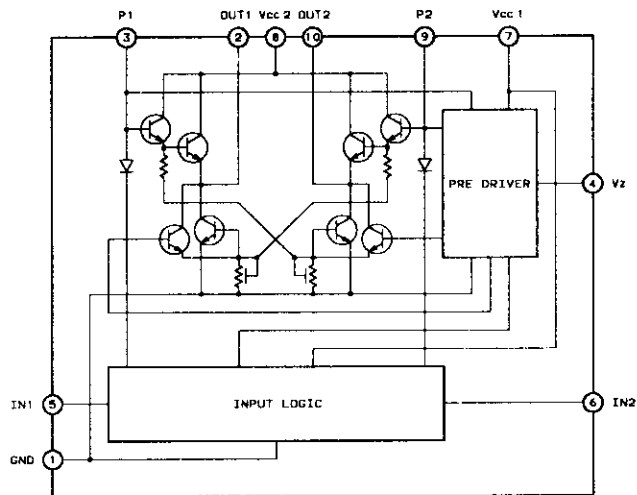 P1 OUT1 Vcc 2 OUT2 P2 Vcc 1
3 2 8 10 9 7
PRE DRIVER
4 Vz
IN1 5
INPUT LOGIC
6 IN2
GND 1